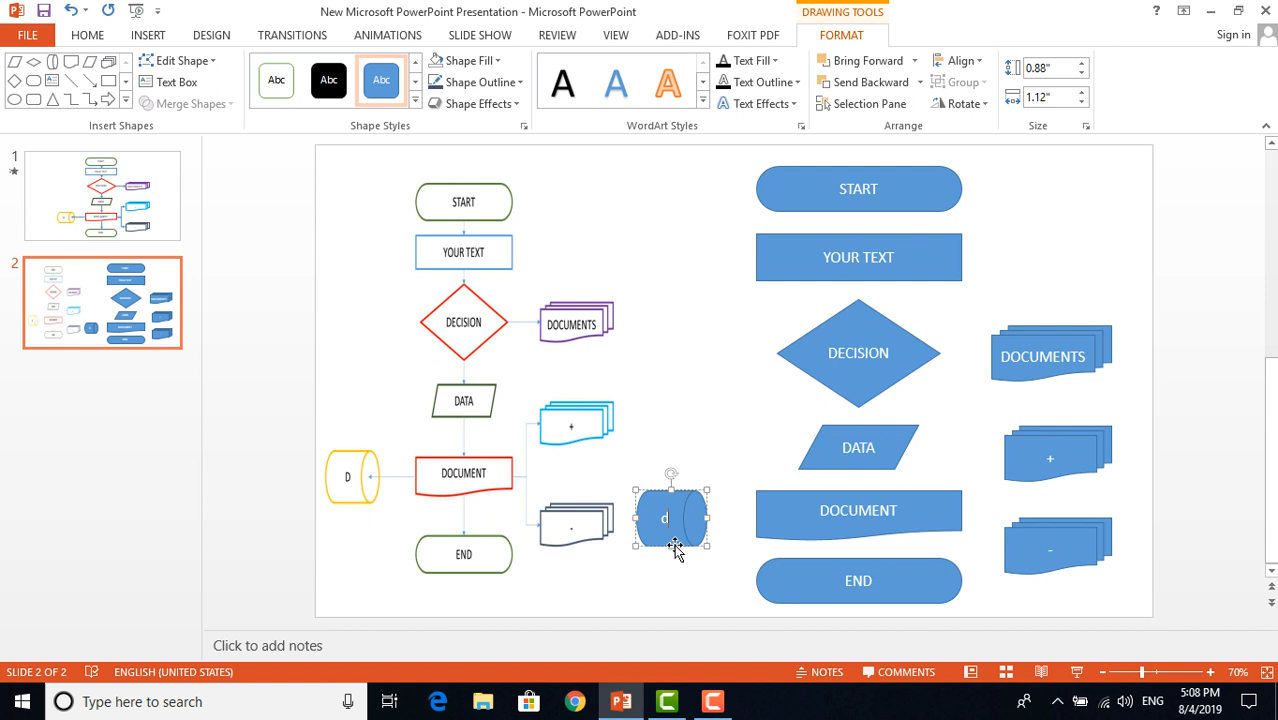 New Microsoft PowerPoint Presentation - Microsoft PowerPoint
DRAWING TOOLS
?
FILE
HOME
INSERT
DESIGN
TRANSITIONS
ANIMATIONS
SLIDE SHOW
REVIEW
VIEW
ADD-INS
FOXIT PDF
FORMAT
Sign in
Edit Shape
Text Box
Merge Shapes
Insert Shapes
Abc
Abc
Abc
Shape Fill
Shape Outline
Shape Effects
Shape Styles
A
A
A
Text Fill
Text Outline
Text Effects
WordArt Styles
Bring Forward
Send Backward
Selection Pane
Align
Group
Rotate
Arrange
0.88"
1.12"
Size
1
2
START
YOUR TEXT
DECISION
DOCUMENTS
DATA
+
D
DOCUMENT
-
END
d
START
YOUR TEXT
DECISION
DOCUMENTS
DATA
+
DOCUMENT
-
END
Click to add notes
SLIDE 2 OF 2
ENGLISH (UNITED STATES)
NOTES
COMMENTS
70%
Type here to search
ENG
5:08 PM
8/4/2019